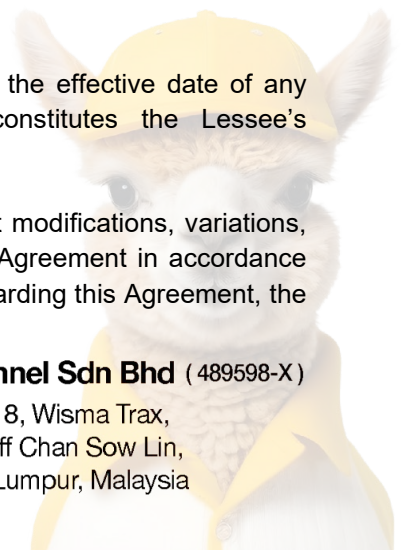 the effective date of any
constitutes the Lessee's
modifications, variations,
Agreement in accordance
arding this Agreement, the
nnel Sdn Bhd (489598-X)
8, Wisma Trax,
ff Chan Sow Lin,
Lumpur, Malaysia